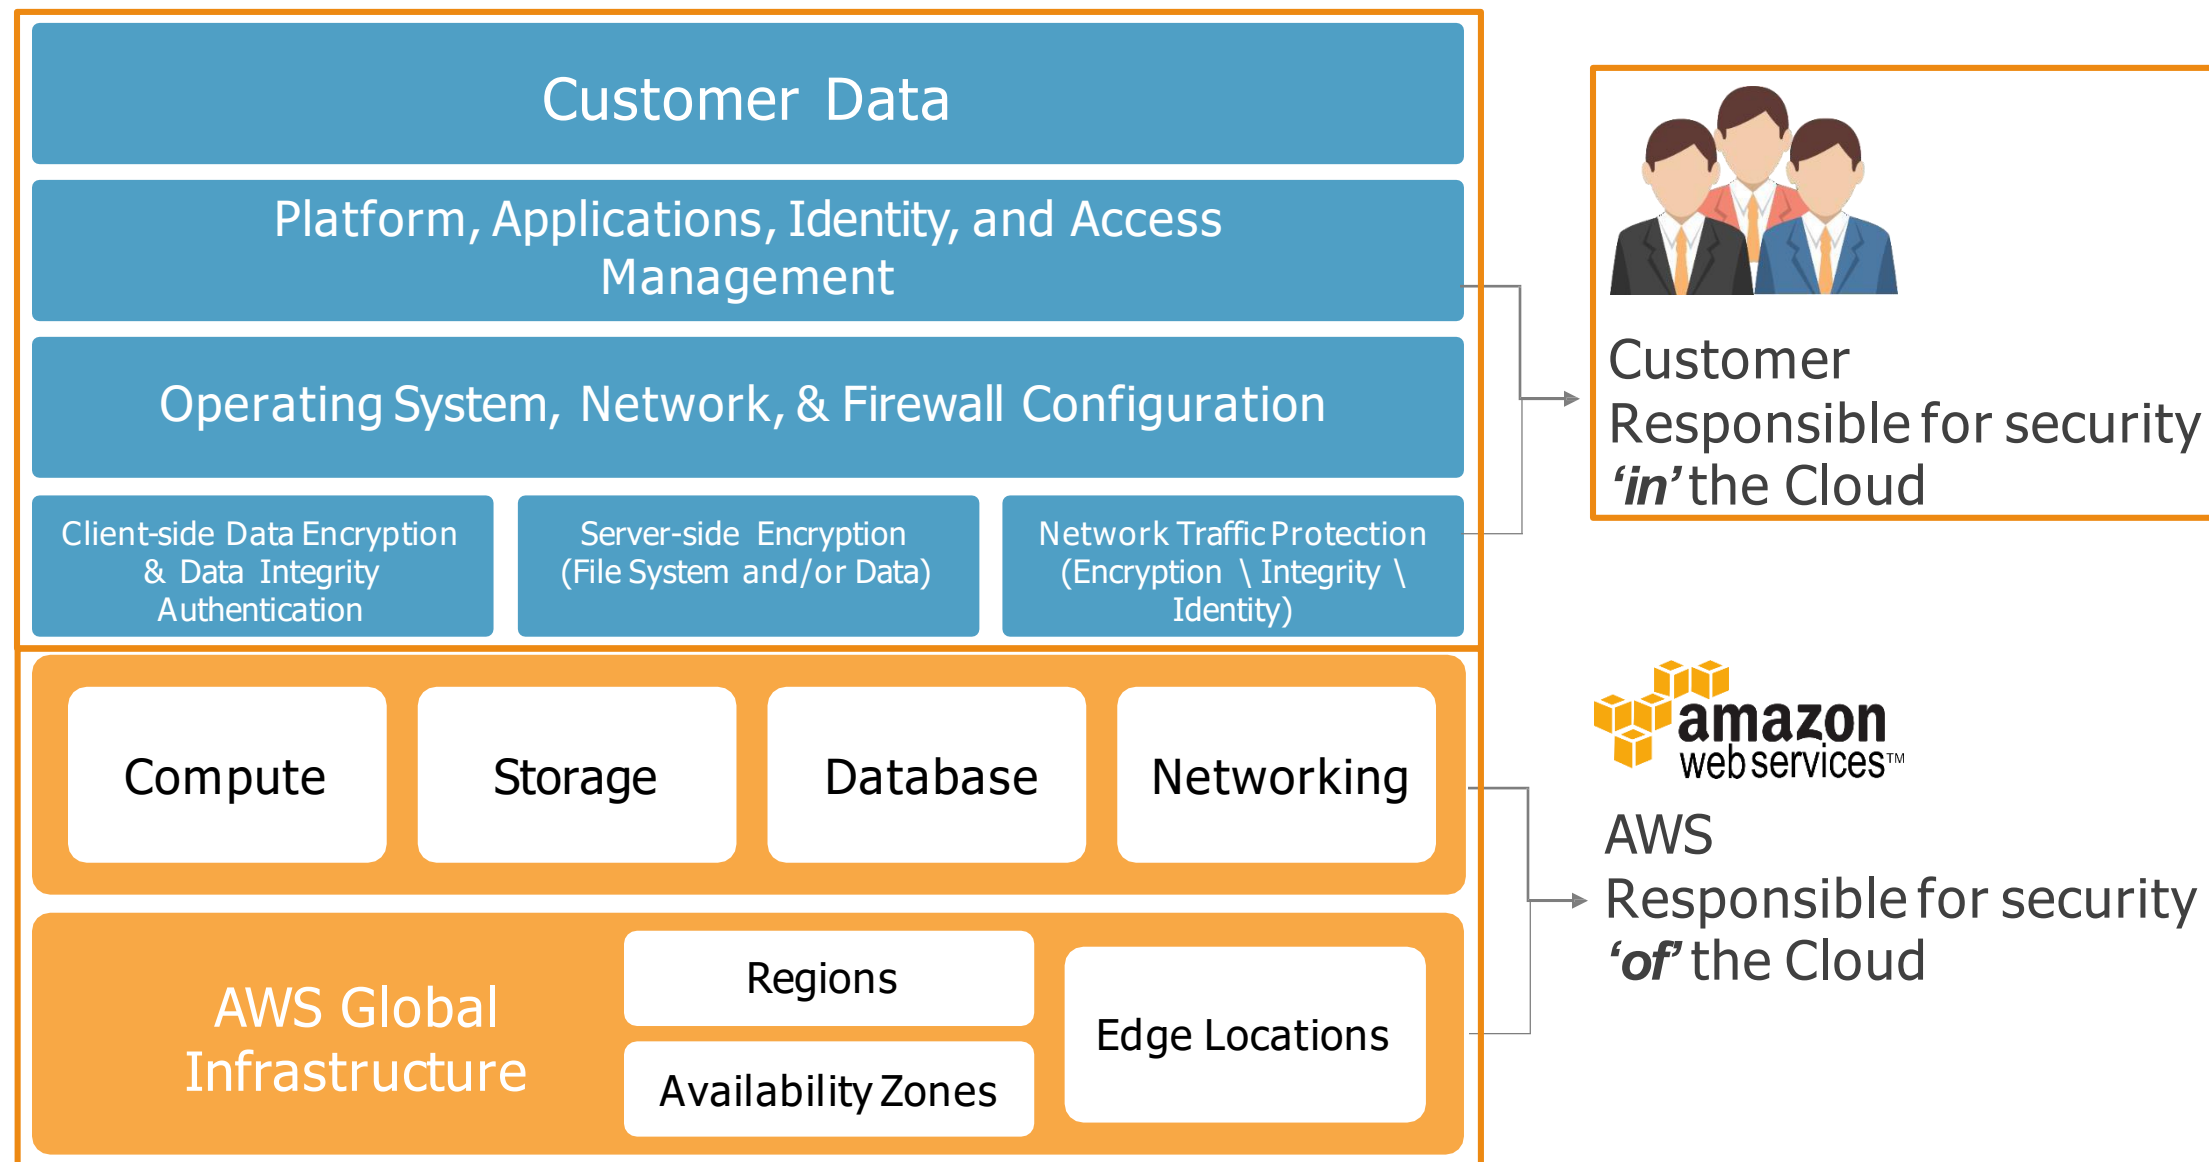 Customer Data
Platform, Applications, Identity, and Access
Management
Operating System, Network, & Firewall Configuration
Client-side Data Encryption
& Data Integrity
Authentication
Server-side Encryption
(File System and/or Data)
Network Traffic Protection
(Encryption \ Integrity \
Identity)
Customer
Responsible for security
‘in’ the Cloud
Compute
Storage
Database
Networking
amazon
web services™
AWS
Responsible for security
‘of’ the Cloud
AWS Global
Infrastructure
Regions
Availability Zones
Edge Locations